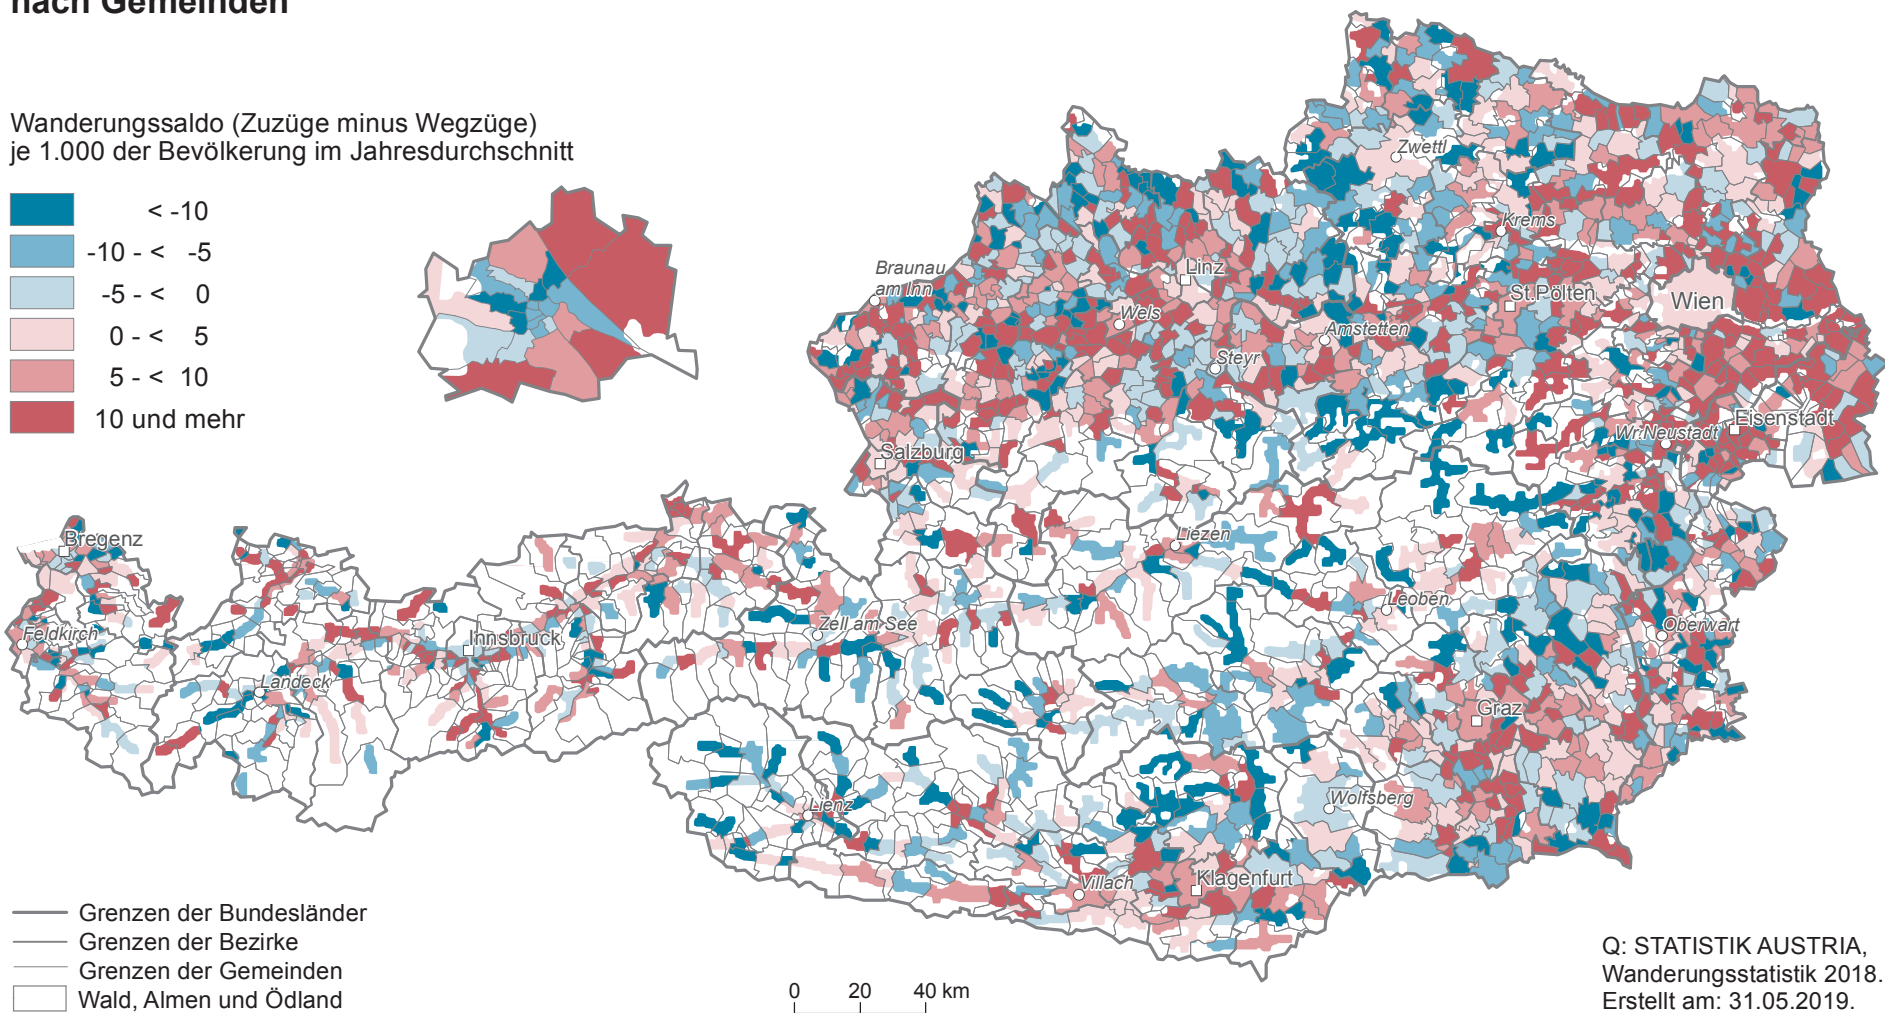 nach Gemeinden
Wanderungssaldo (Zuzüge minus Wegzüge)
je 1.000 der Bevölkerung im Jahresdurchschnitt
< -10
-10 - < -5
-5 - < 0
0 - < 5
5 - < 10
10 und mehr
Zwettl
Krems
Braunau
am Inn
Linz
St.Pölten
Wien
Wels
Amstetten
Steyr
Eisenstadt
Wr.Neustadt
Salzburg
Bregenz
Liezen
Leoben
Feldkirch
Innsbruck
Zell am See
Oberwart
Landeck
Graz
Lienz
Wolfsberg
Villach
Klagenfurt
Grenzen der Bundesländer
Grenzen der Bezirke
Grenzen der Gemeinden
Wald, Almen und Ödland
0 20 40 km
Q: STATISTIK AUSTRIA,
Wanderungsstatistik 2018.
Erstellt am: 31.05.2019.